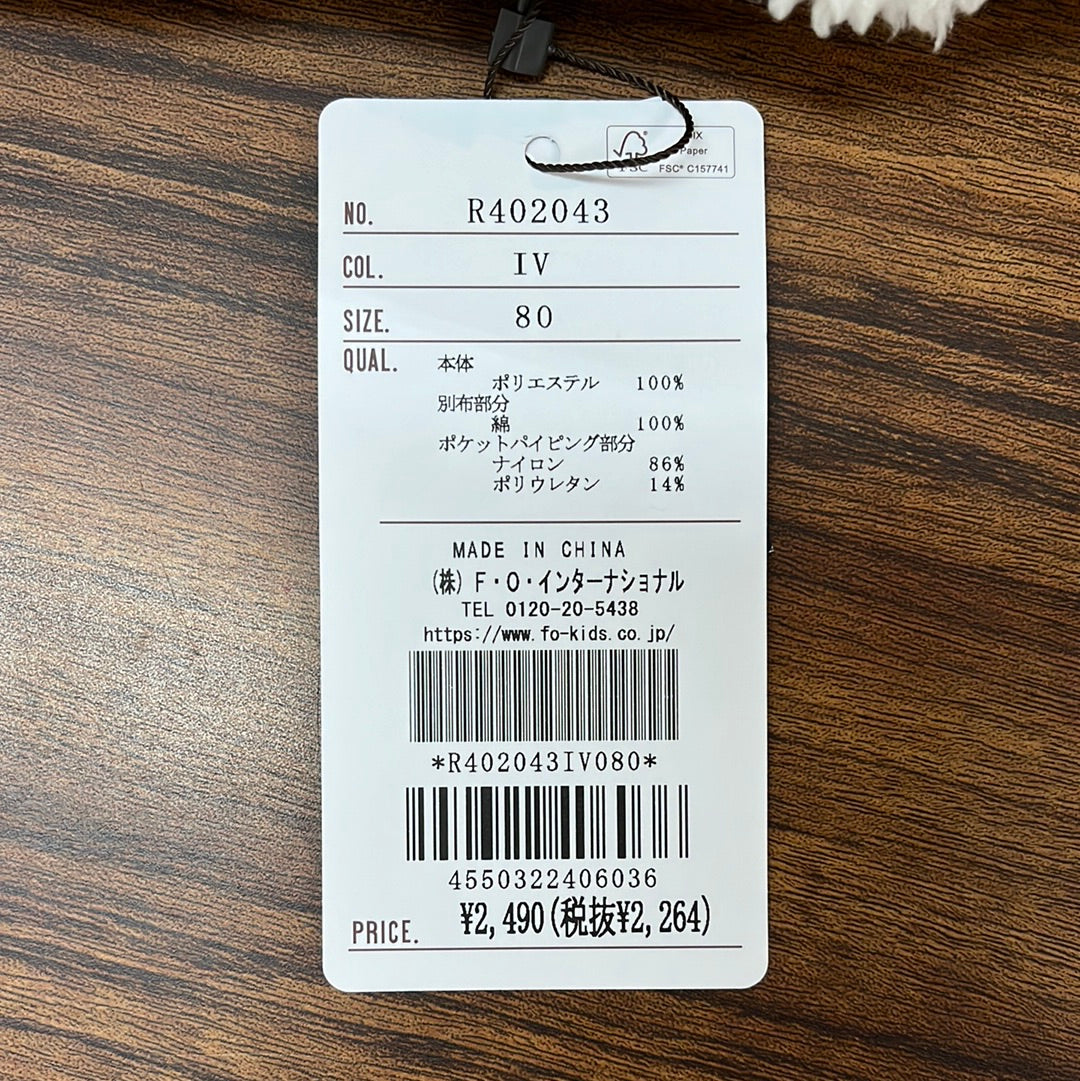 FSC
Paper
FSC® C157741
NO. R402043
COL. IV
SIZE. 80
QUAL. 本体
ポリエステル 100%
別布部分
綿 100%
ポケットパイピング部分
ナイロン 86%
ポリウレタン 14%
MADE IN CHINA
(株)F・O・インターナショナル
TEL 0120-20-5438
https://www.fo-kids.co.jp/
*R402043IV080*
4550322406036
PRICE. ¥2,490(税抜¥2,264)